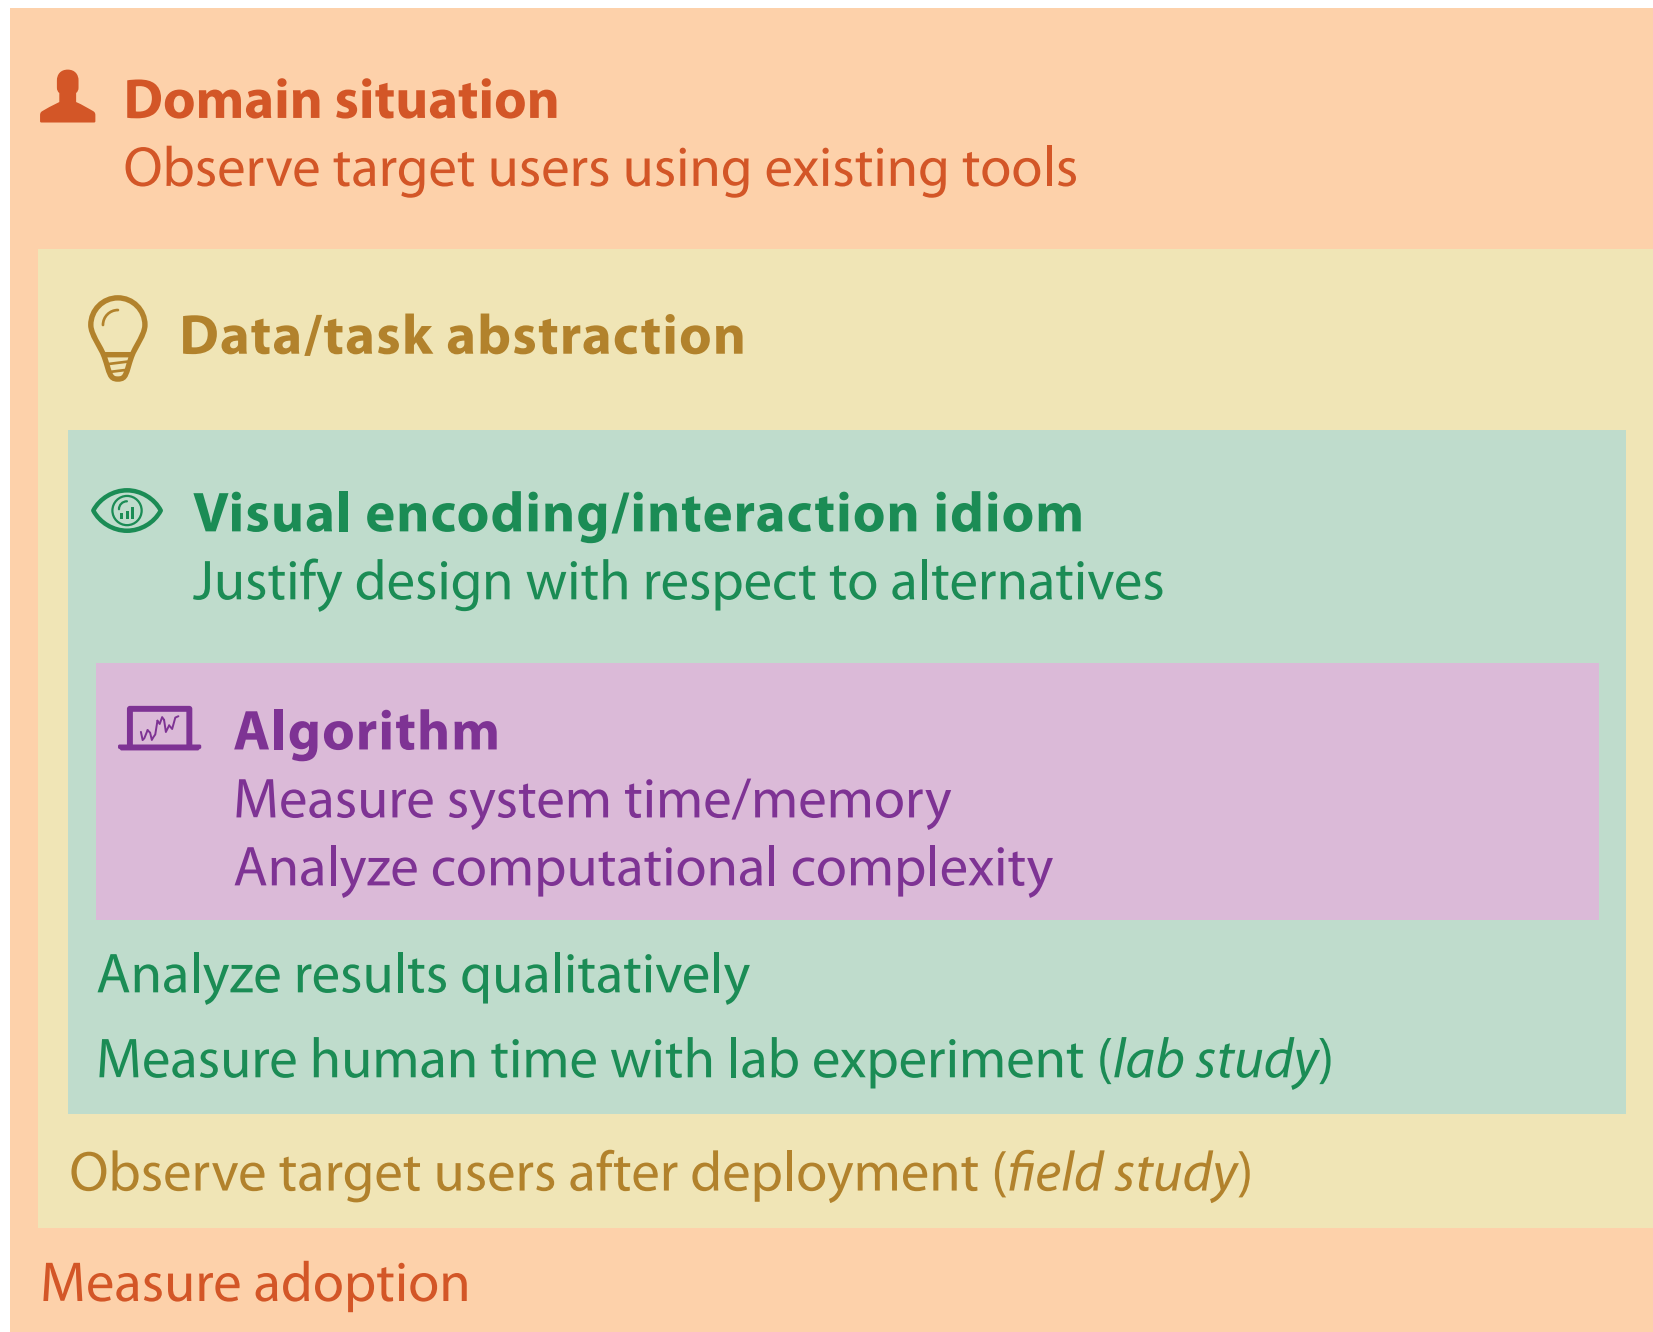 Domain situation
Observe target users using existing tools
Data/task abstraction
Visual encoding/interaction idiom
Justify design with respect to alternatives
Algorithm
Measure system time/memory
Analyze computational complexity
Analyze results qualitatively
Measure human time with lab experiment (lab study)
Observe target users after deployment (field study)
Measure adoption